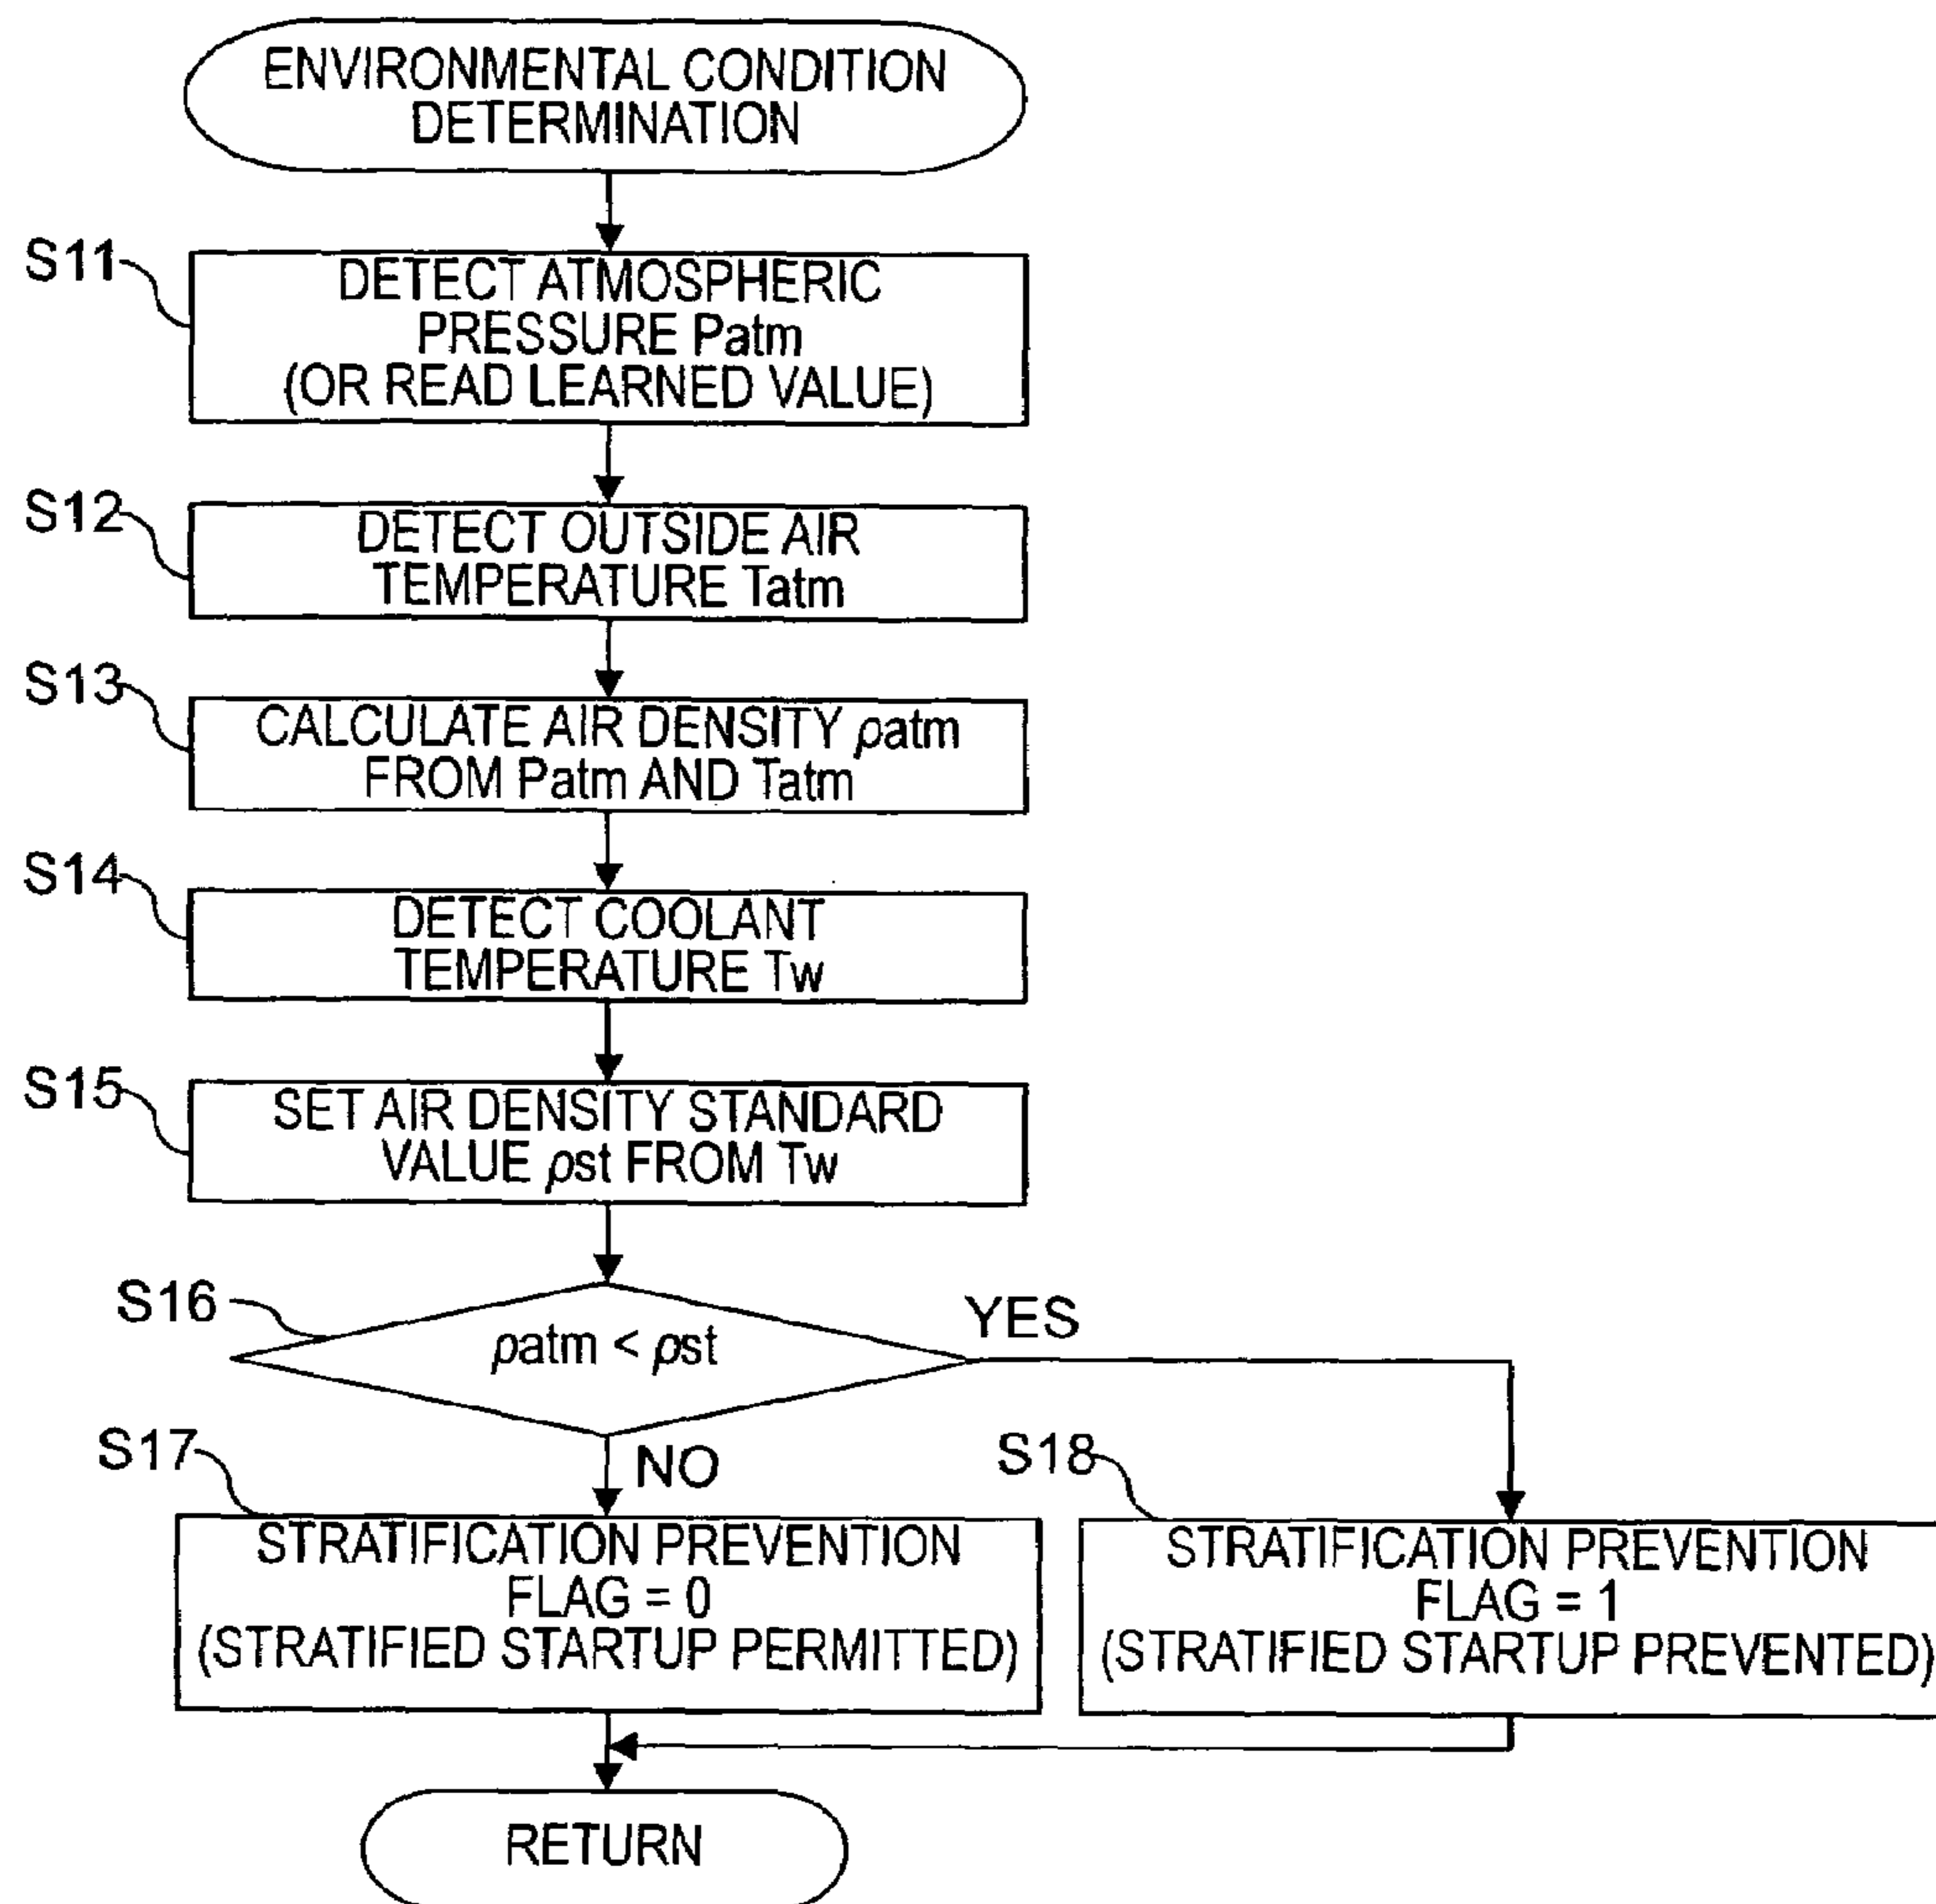 ENVIRONMENTAL CONDITION
DETERMINATION
S11
DETECT ATMOSPHERIC
PRESSURE Patm
(OR READ LEARNED VALUE)
S12
DETECT OUTSIDE AIR
TEMPERATURE Tatm
S13
CALCULATE AIR DENSITY ρatm
FROM Patm AND Tatm
S14
DETECT COOLANT
TEMPERATURE Tw
S15
SET AIR DENSITY STANDARD
VALUE ρst FROM Tw
S16
ρatm < ρst
YES
NO
S17
STRATIFICATION PREVENTION
FLAG = 0
(STRATIFIED STARTUP PERMITTED)
S18
STRATIFICATION PREVENTION
FLAG = 1
(STRATIFIED STARTUP PREVENTED)
RETURN